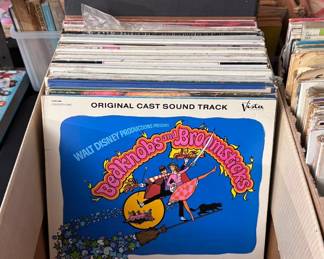 ORIGINAL CAST SOUND TRACK Vista
WALT DISNEY PRODUCTIONS PRESENTS
Bedknobs and Broomsticks